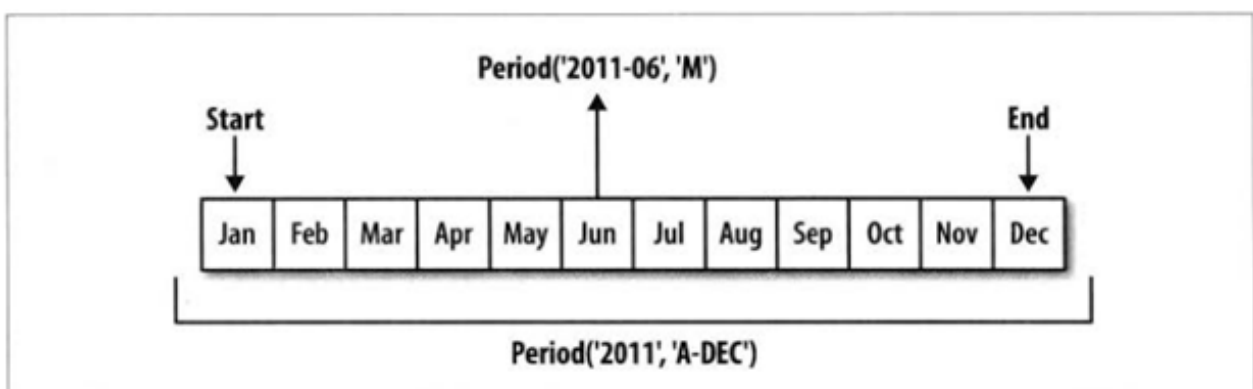 Period('2011-06', 'M')
Start
End
Jan Feb Mar Apr May Jun Jul Aug Sep Oct Nov Dec
Period('2011', 'A-DEC')